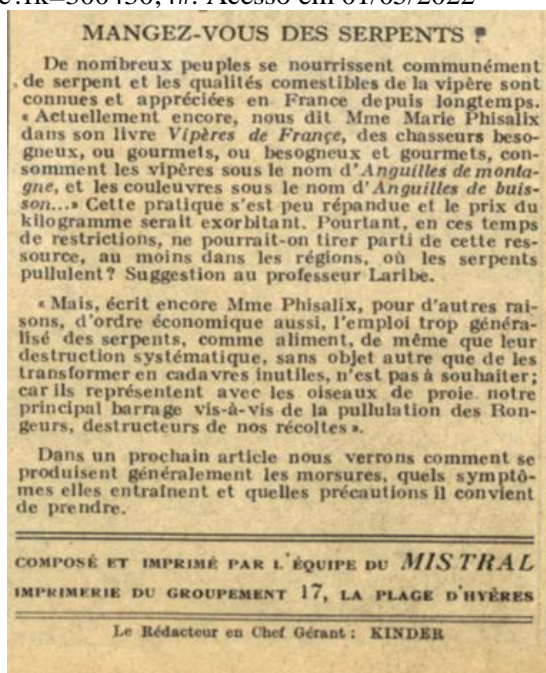 Acesso em 01/05/2022
MANGEZ-VOUS DES SERPENTS ?
De nombreux peuples se nourrissent communément
de serpent et les qualités comestibles de la vipère sont
connues et appréciées en France depuis longtemps.
« Actuellement encore, nous dit Mme Marie Phisalix
dans son livre Vipères de Françe, des chasseurs beso-
gneux, ou gourmets, ou besogneux et gourmets, con-
somment les vipères sous le nom d'Anguilles de monta-
gne, et les couleuvres sous le nom d'Anguilles de buis-
son...» Cette pratique s'est peu répandue et le prix du
kilogramme serait exorbitant. Pourtant, en ces temps
de restrictions, ne pourrait-on tirer parti de cette res-
source, au moins dans les régions, où les serpents
pullulent? Suggestion au professeur Laribe.
« Mais, écrit encore Mme Phisalix, pour d'autres rai-
sons, d'ordre économique aussi, l'emploi trop généra-
lisé des serpents, comme aliment, de même que leur
destruction systématique, sans objet autre que de les
transformer en cadavres inutiles, n'est pas à souhaiter;
car ils représentent avec les oiseaux de proie notre
principal barrage vis-à-vis de la pullulation des Ron-
geurs, destructeurs de nos récoltes ».
Dans un prochain article nous verrons comment se
produisent généralement les morsures, quels symptô-
mes elles entraînent et quelles précautions il convient
de prendre.
COMPOSÉ ET IMPRIMÉ PAR L'ÉQUIPE DU MISTRAL
IMPRIMERIE DU GROUPEMENT 17, LA PLAGE D'HYÈRES
Le Rédacteur en Chef Gérant : KINDER